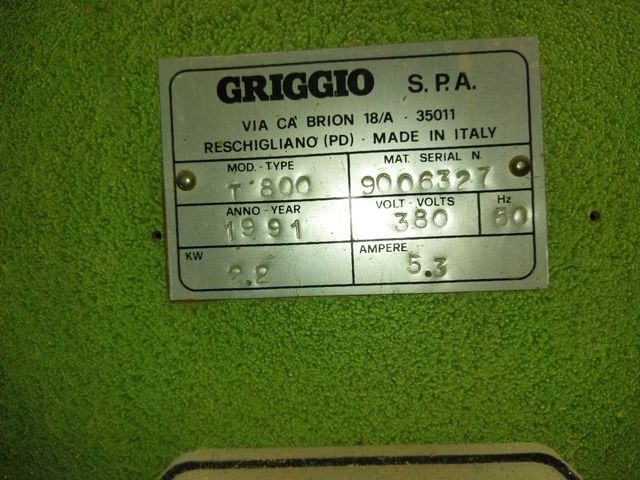 GRIGGIO S.P.A.
VIA CA' BRION 18/A - 35011
RESCHIGLIANO (PD) - MADE IN ITALY
MOD.-TYPE
T 800
MAT. SERIAL N.
9006327
ANNO - YEAR
1991
VOLT - VOLTS
380
Hz
50
KW
2.2
AMPERE
5.3